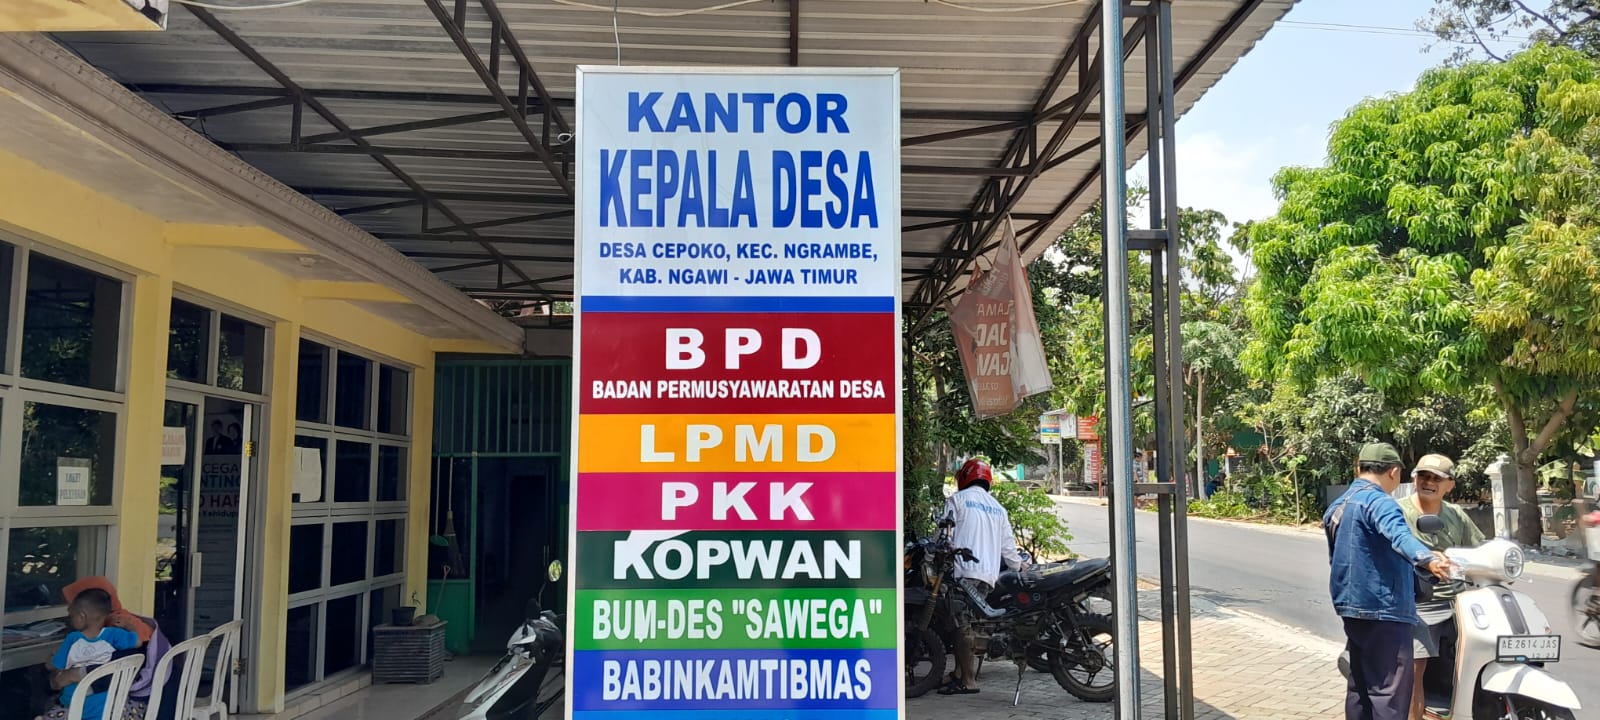 KANTOR
KEPALA DESA
DESA CEPOKO, KEC. NGRAMBE,
KAB. NGAWI - JAWA TIMUR
BPD
BADAN PERMUSYAWARATAN DESA
LPMD
PKK
KOPWAN
BUM-DES "SAWEGA"
BABINKAMTIBMAS
AE 2614 JAS